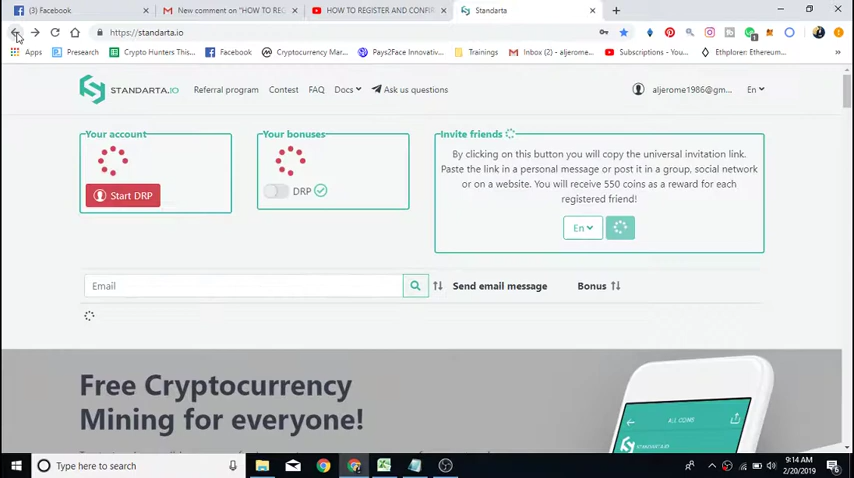 (3) Facebook
New comment on "HOW TO REG
HOW TO REGISTER AND CONFIR
Standarta
https://standarta.io
Apps
Presearch
Crypto Hunters This...
Facebook
Cryptocurrency Mar...
Pays2Face Innovativ...
Trainings
Inbox (2) - aljerome...
Subscriptions - You...
Ethplorer: Ethereum...
STANDARTA.IO
Referral program
Contest
FAQ
Docs
Ask us questions
aljerome1986@gm...
En
Your account
Start DRP
Your bonuses
DRP
Invite friends
By clicking on this button you will copy the universal invitation link.
Paste the link in a personal message or post it in a group, social network
or on a website. You will receive 550 coins as a reward for each
registered friend!
En
Email
Send email message
Bonus
Free Cryptocurrency
Mining for everyone!
ALL COINS
Type here to search
9:14 AM
2/20/2019